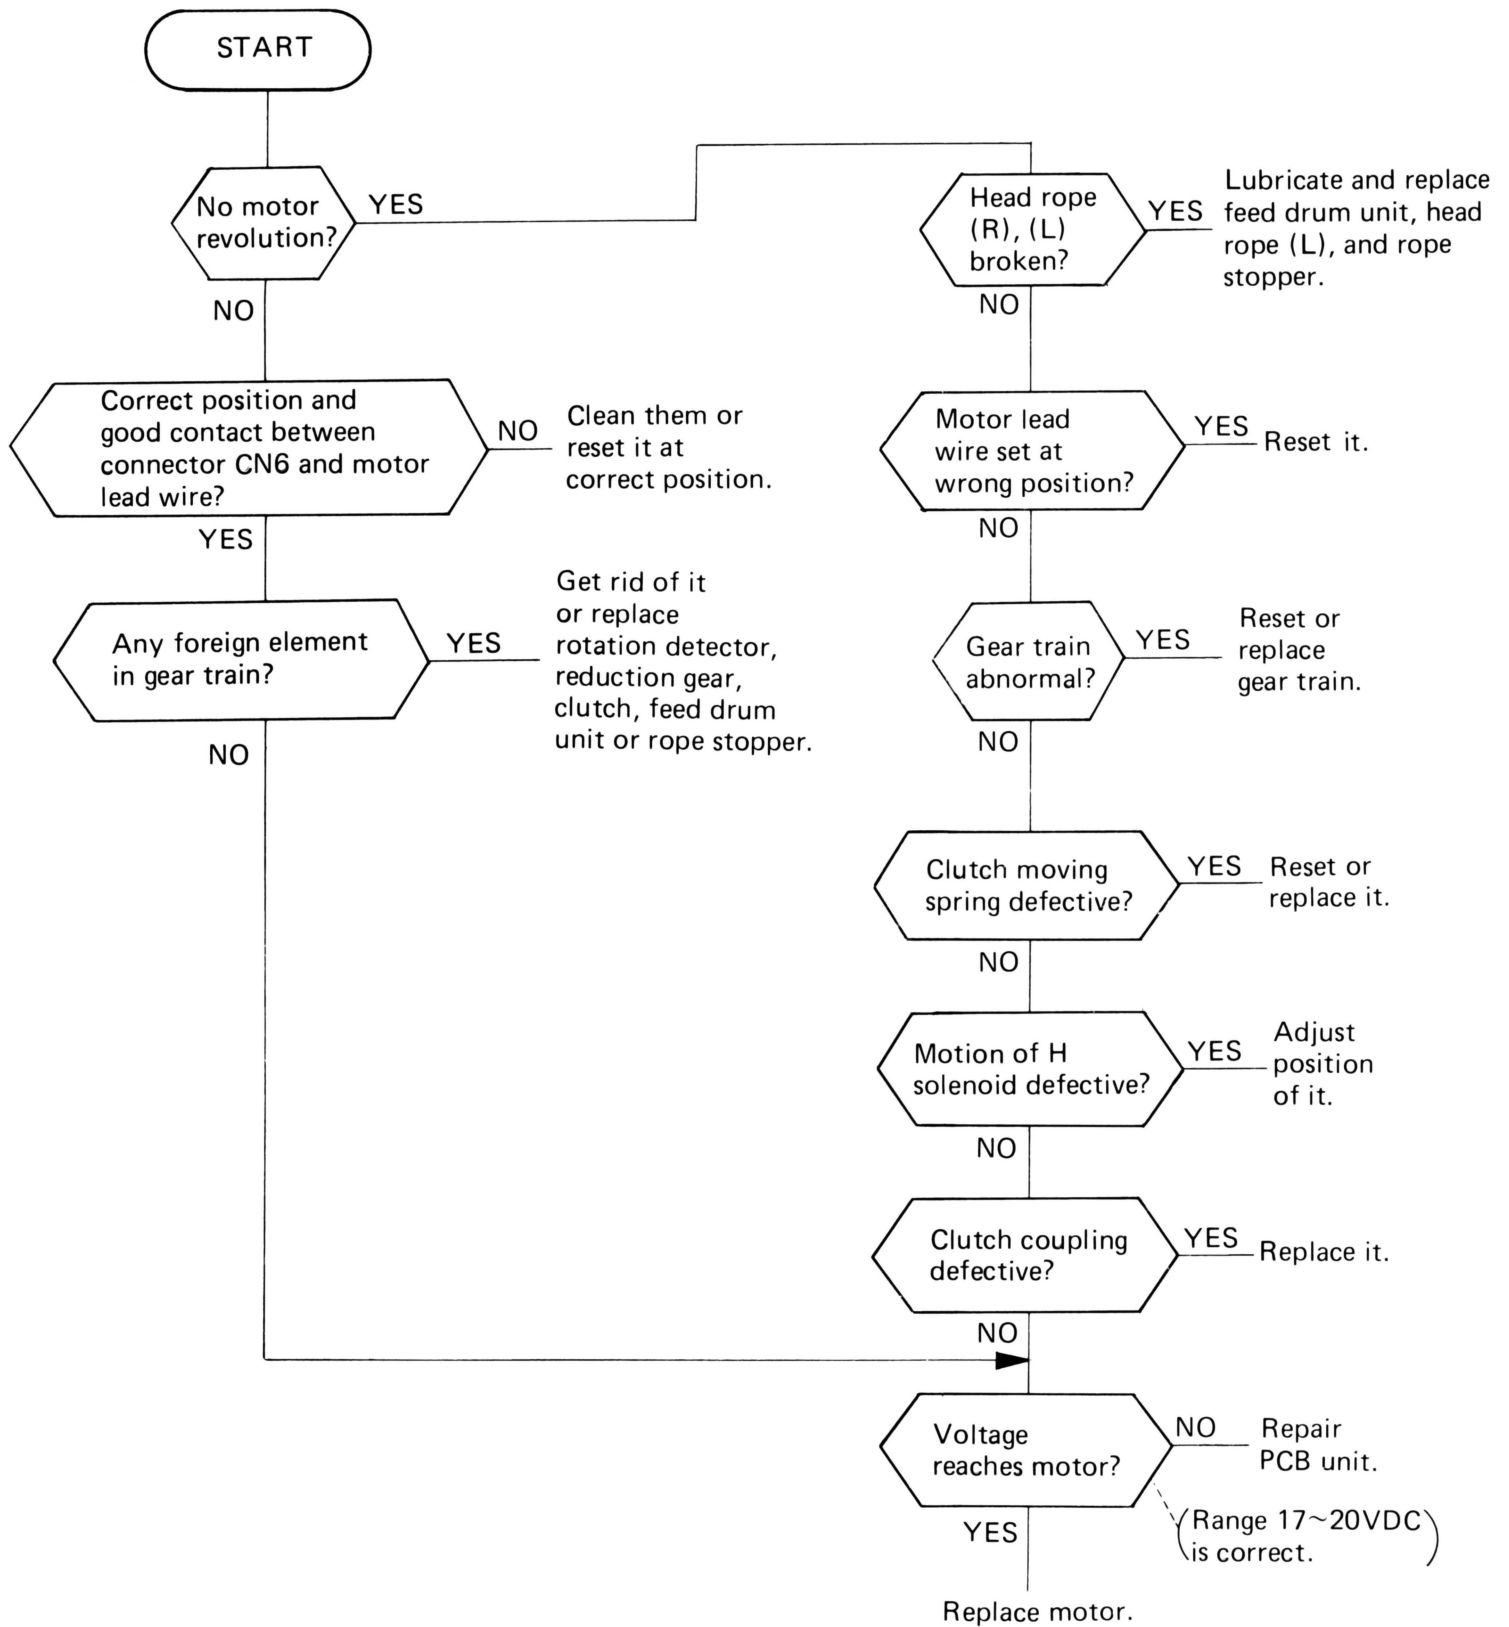 START
No motor
revolution?
YES
NO
Correct position and
good contact between
connector CN6 and motor
lead wire?
NO
Clean them or
reset it at
correct position.
YES
Any foreign element
in gear train?
YES
Get rid of it
or replace
rotation detector,
reduction gear,
clutch, feed drum
unit or rope stopper.
NO
Head rope
(R), (L)
broken?
YES
Lubricate and replace
feed drum unit, head
rope (L), and rope
stopper.
NO
Motor lead
wire set at
wrong position?
YES
Reset it.
NO
Gear train
abnormal?
YES
Reset or
replace
gear train.
NO
Clutch moving
spring defective?
YES
Reset or
replace it.
NO
Motion of H
solenoid defective?
YES
Adjust
position
of it.
NO
Clutch coupling
defective?
YES
Replace it.
NO
Voltage
reaches motor?
NO
Repair
PCB unit.
(Range 17~20VDC
is correct.)
YES
Replace motor.